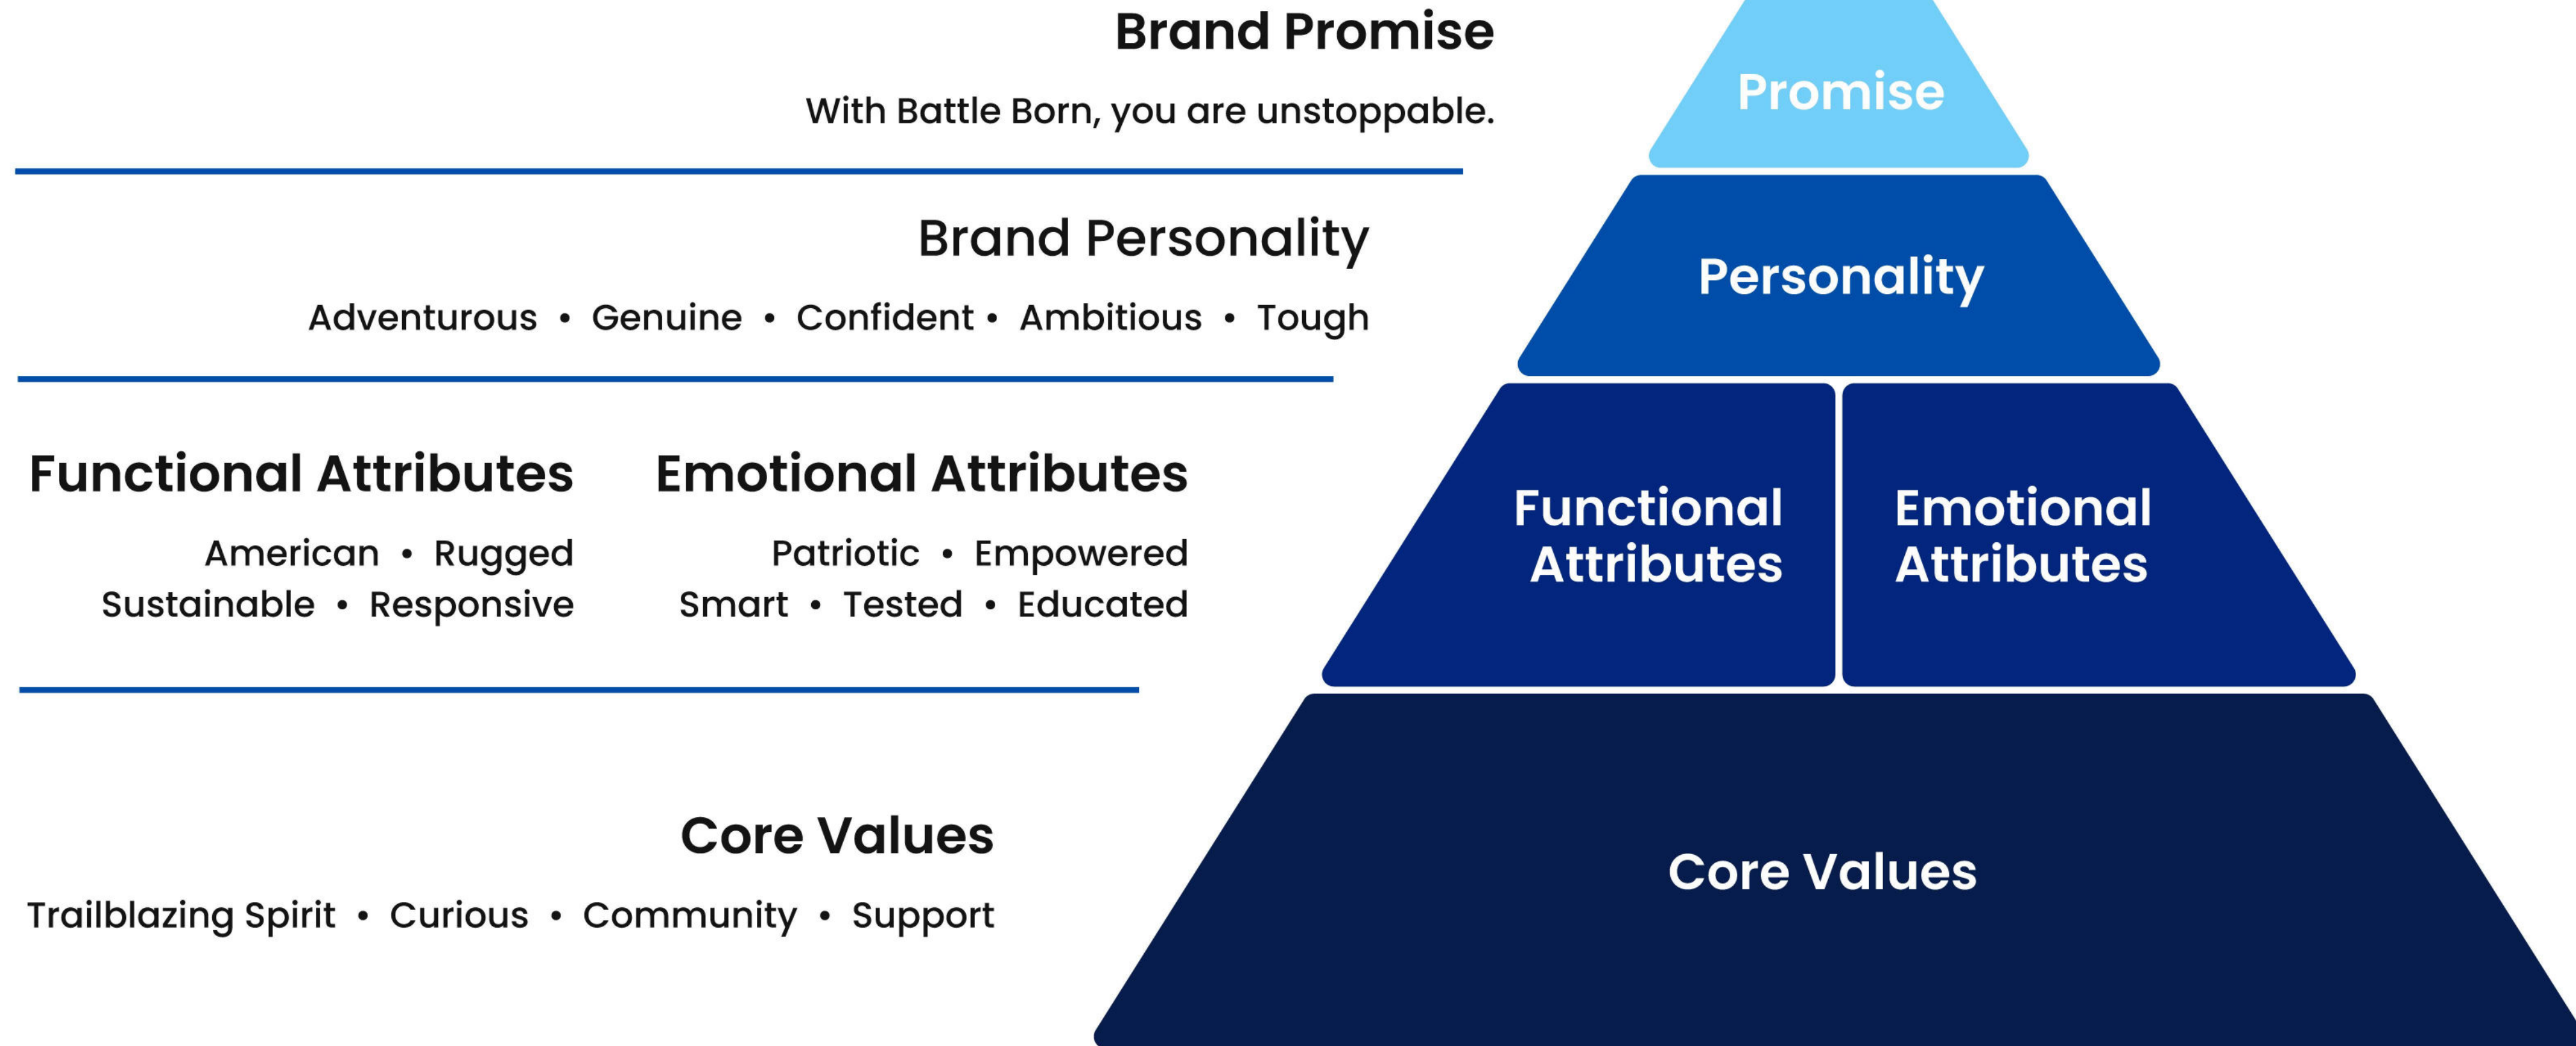 Brand Promise
With Battle Born, you are unstoppable.
Promise
Brand Personality
Adventurous • Genuine • Confident • Ambitious • Tough
Personality
Functional Attributes
American • Rugged
Sustainable • Responsive
Emotional Attributes
Patriotic • Empowered
Smart • Tested • Educated
Functional
Attributes
Emotional
Attributes
Core Values
Trailblazing Spirit • Curious • Community • Support
Core Values